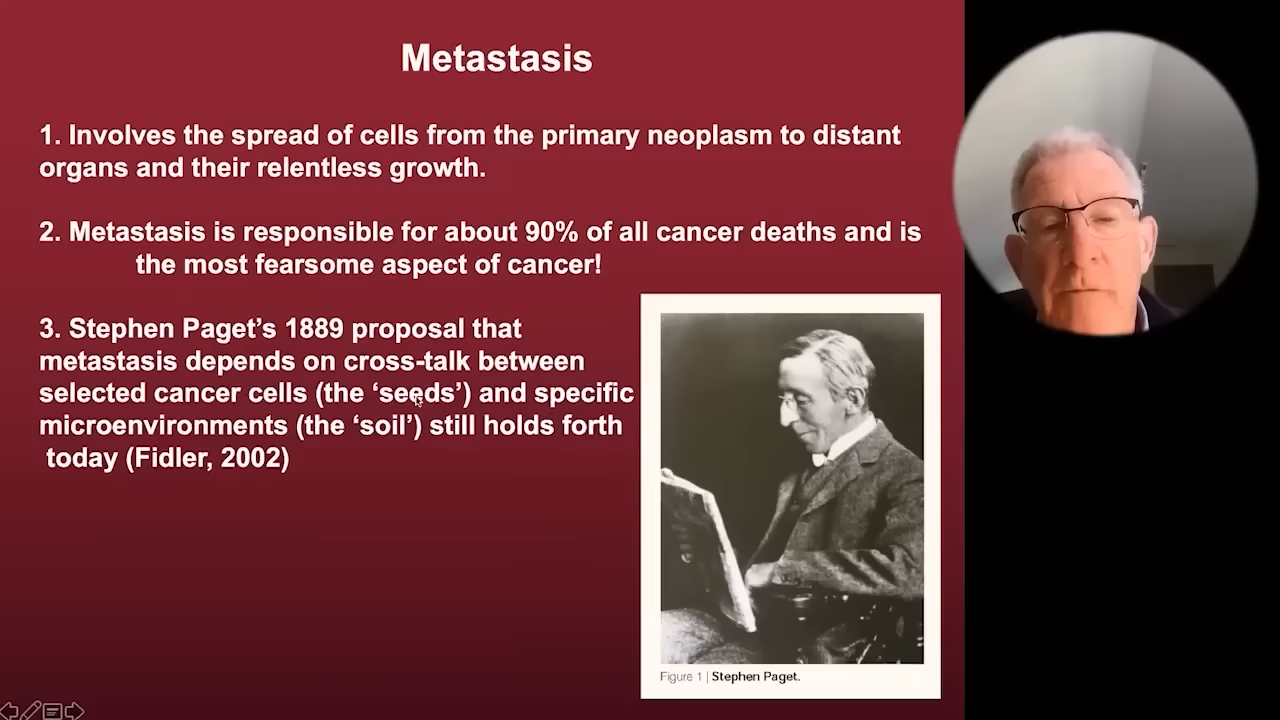 Metastasis
1. Involves the spread of cells from the primary neoplasm to distant
organs and their relentless growth.
2. Metastasis is responsible for about 90% of all cancer deaths and is
the most fearsome aspect of cancer!
3. Stephen Paget’s 1889 proposal that
metastasis depends on cross-talk between
selected cancer cells (the ‘seeds’) and specific
microenvironments (the ‘soil’) still holds forth
today (Fidler, 2002)
Figure 1 | Stephen Paget.